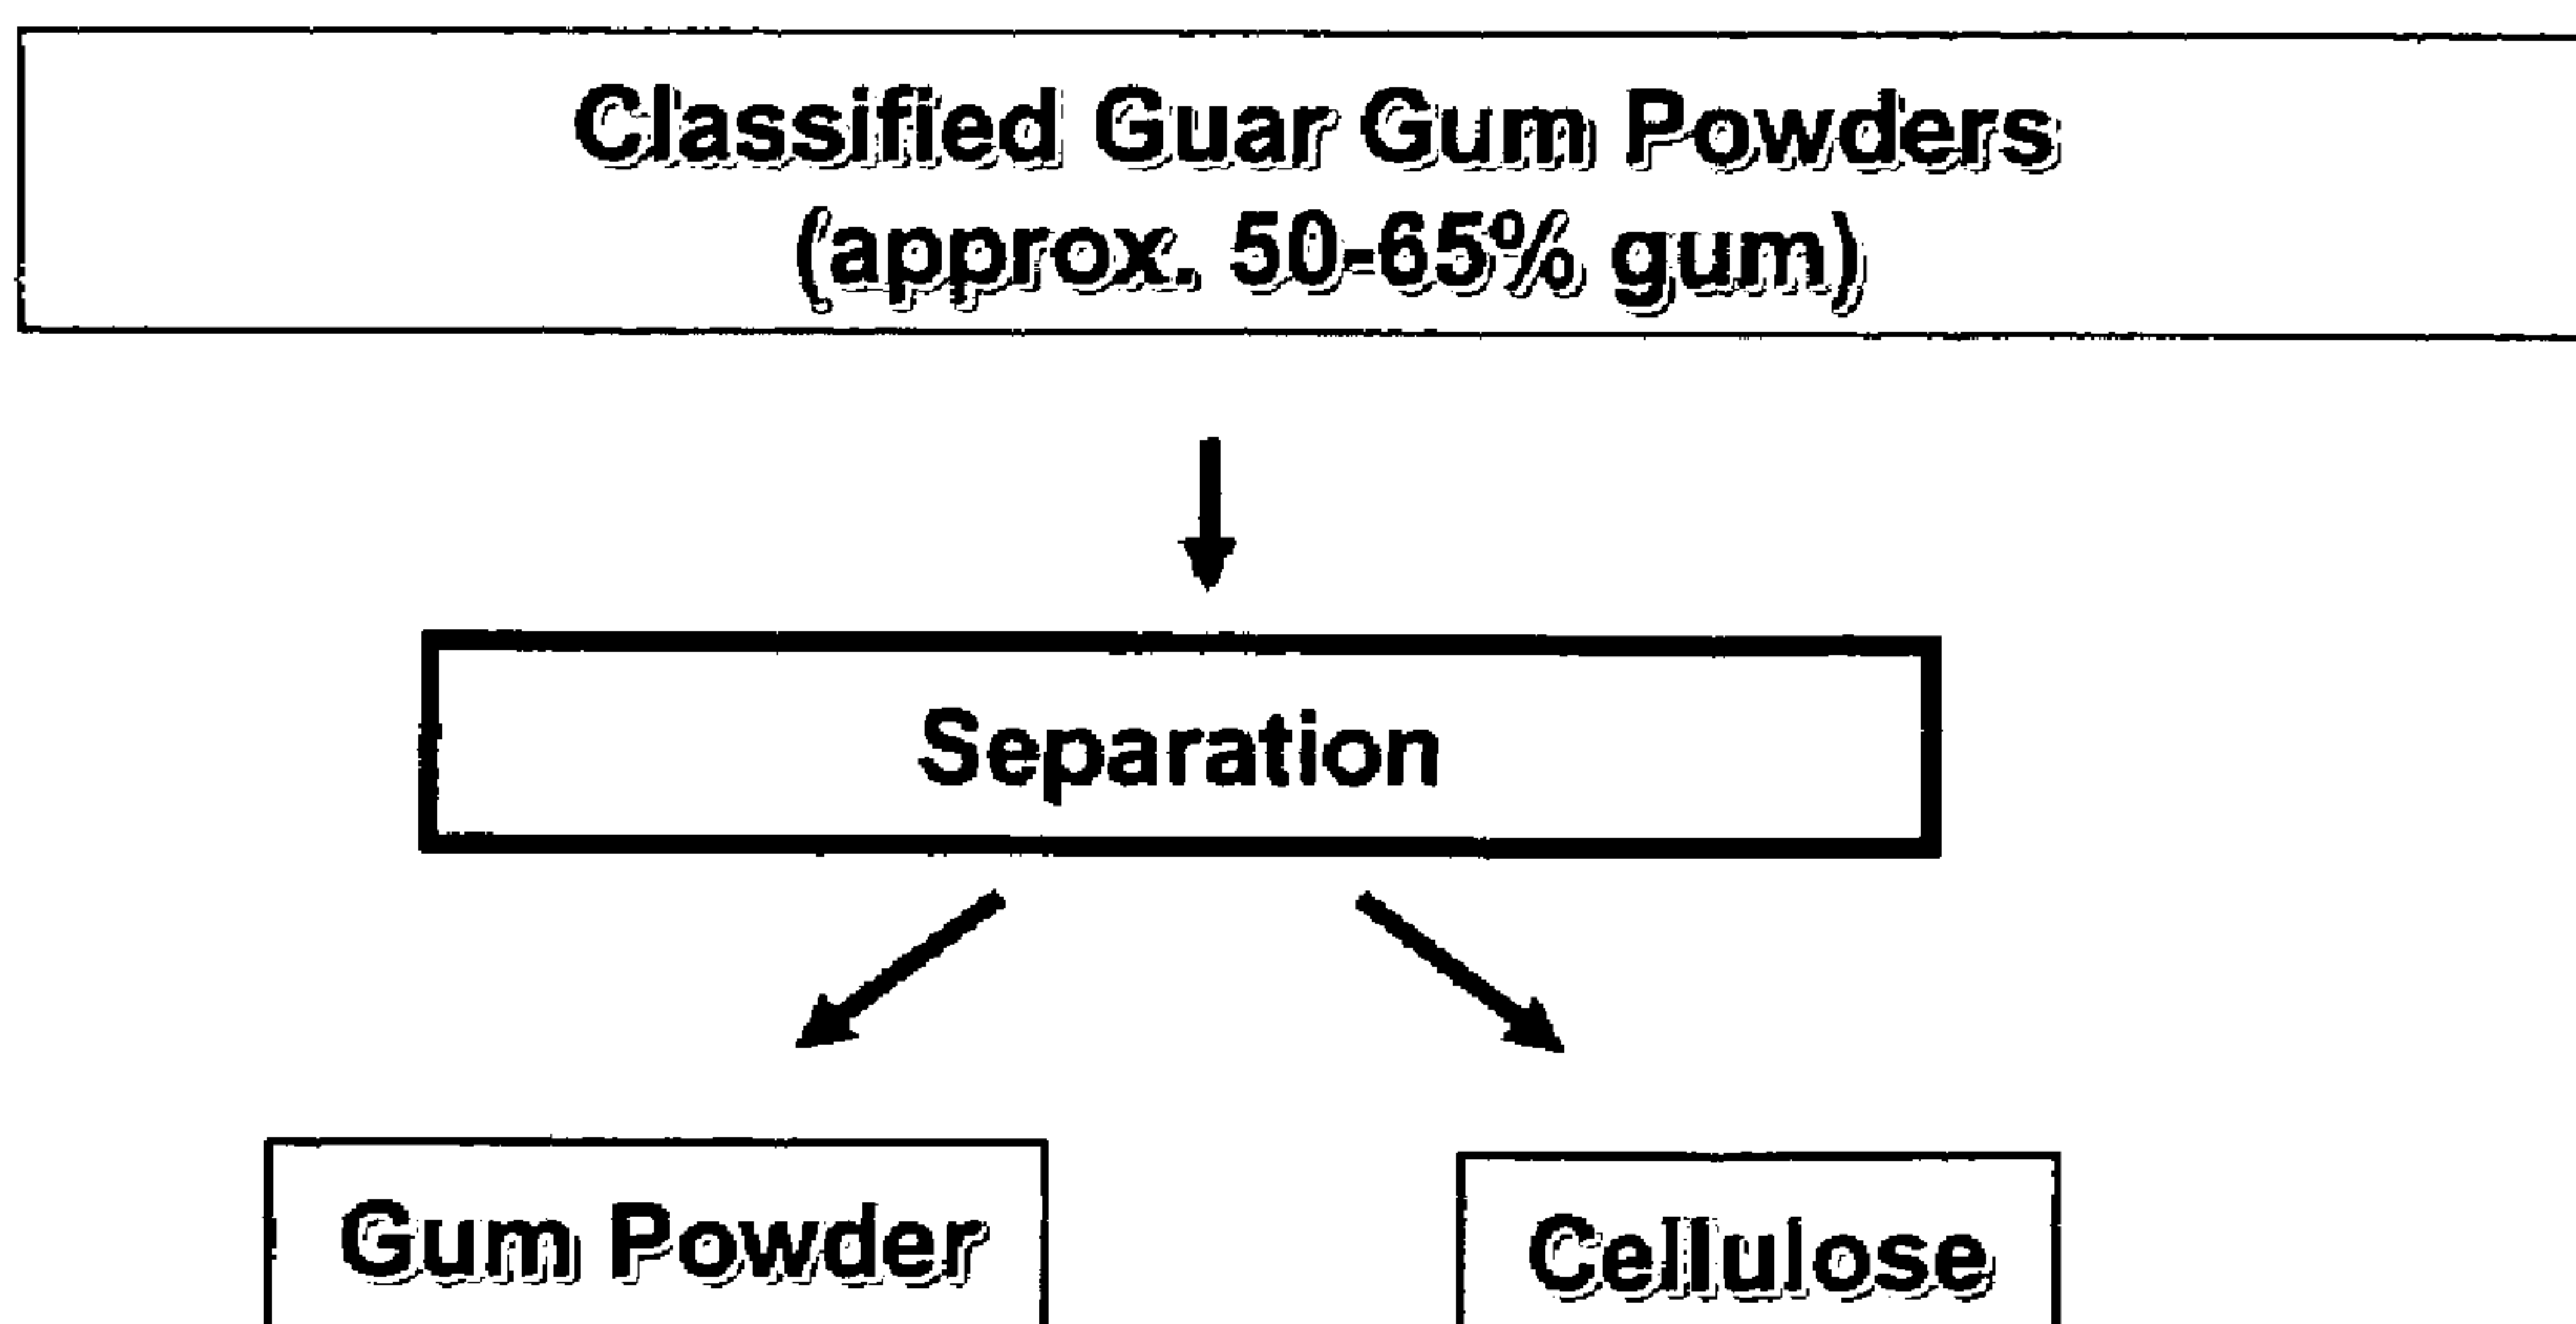 Classified Guar Gum Powders
(approx. 50-65% gum)
Separation
Gum Powder
Cellulose